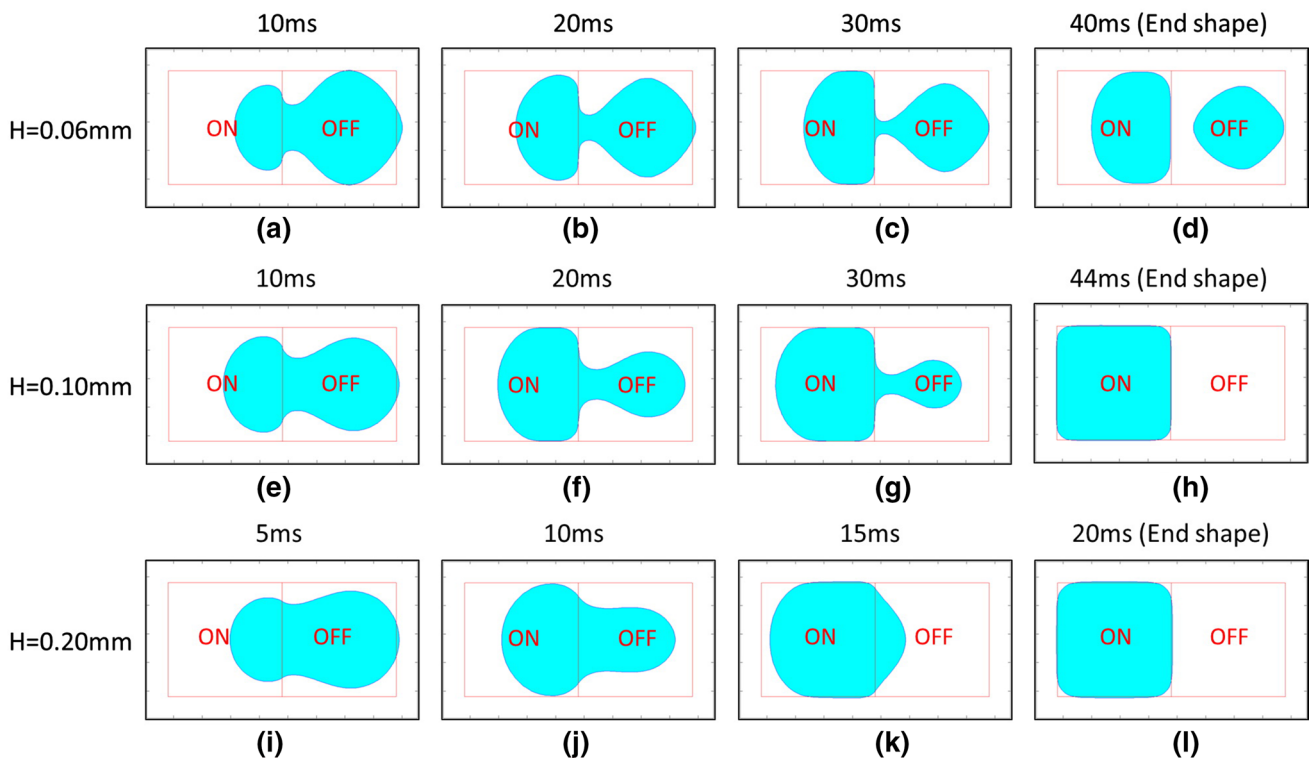 10ms 20ms 30ms 40ms (End shape)
H=0.06mm ON OFF ON OFF ON OFF ON OFF
(a) (b) (c) (d)
10ms 20ms 30ms 44ms (End shape)
H=0.10mm ON OFF ON OFF ON OFF ON OFF
(e) (f) (g) (h)
5ms 10ms 15ms 20ms (End shape)
H=0.20mm ON OFF ON OFF ON OFF ON OFF
(i) (j) (k) (l)